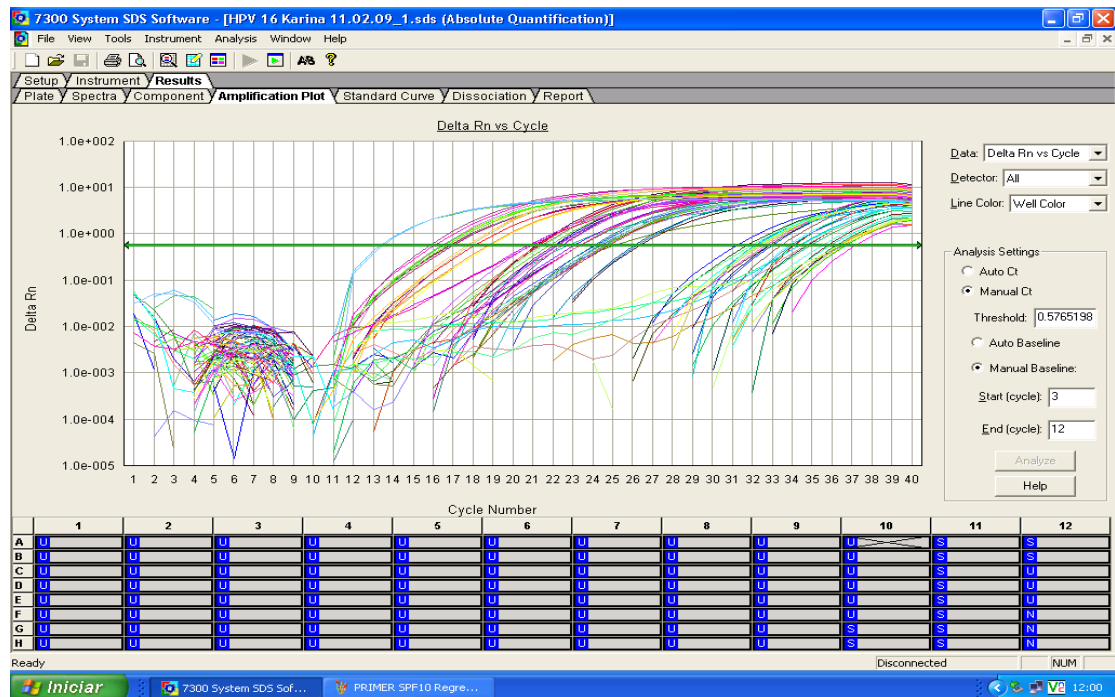 7300 System SDS Software - [HPV 16 Karina 11.02.09_1.sds (Absolute Quantification)]
File View Tools Instrument Analysis Window Help
Setup Instrument Results
Plate Spectra Component Amplification Plot Standard Curve Dissociation Report
Delta Rn vs Cycle
1.0e+002
1.0e+001
1.0e+000
1.0e-001
1.0e-002
1.0e-003
1.0e-004
1.0e-005
Delta Rn
1 2 3 4 5 6 7 8 9 10 11 12 13 14 15 16 17 18 19 20 21 22 23 24 25 26 27 28 29 30 31 32 33 34 35 36 37 38 39 40
Cycle Number
Data: Delta Rn vs Cycle
Detector: All
Line Color: Well Color
Analysis Settings
Auto Ct
Manual Ct
Threshold: 0.5765198
Auto Baseline
Manual Baseline:
Start (cycle): 3
End (cycle): 12
Analyze
Help
1 2 3 4 5 6 7 8 9 10 11 12
A U U U U U U U U U U S S
B U U U U U U U U U U S S
C U U U U U U U U U U S U
D U U U U U U U U U U S U
E U U U U U U U U U U S U
F U U U U U U U U U U S N
G U U U U U U U U U S S N
H U U U U U U U U U S S N
Ready Disconnected NUM
Iniciar 7300 System SDS Sof... PRIMER SPF10 Regre... V2 12:00